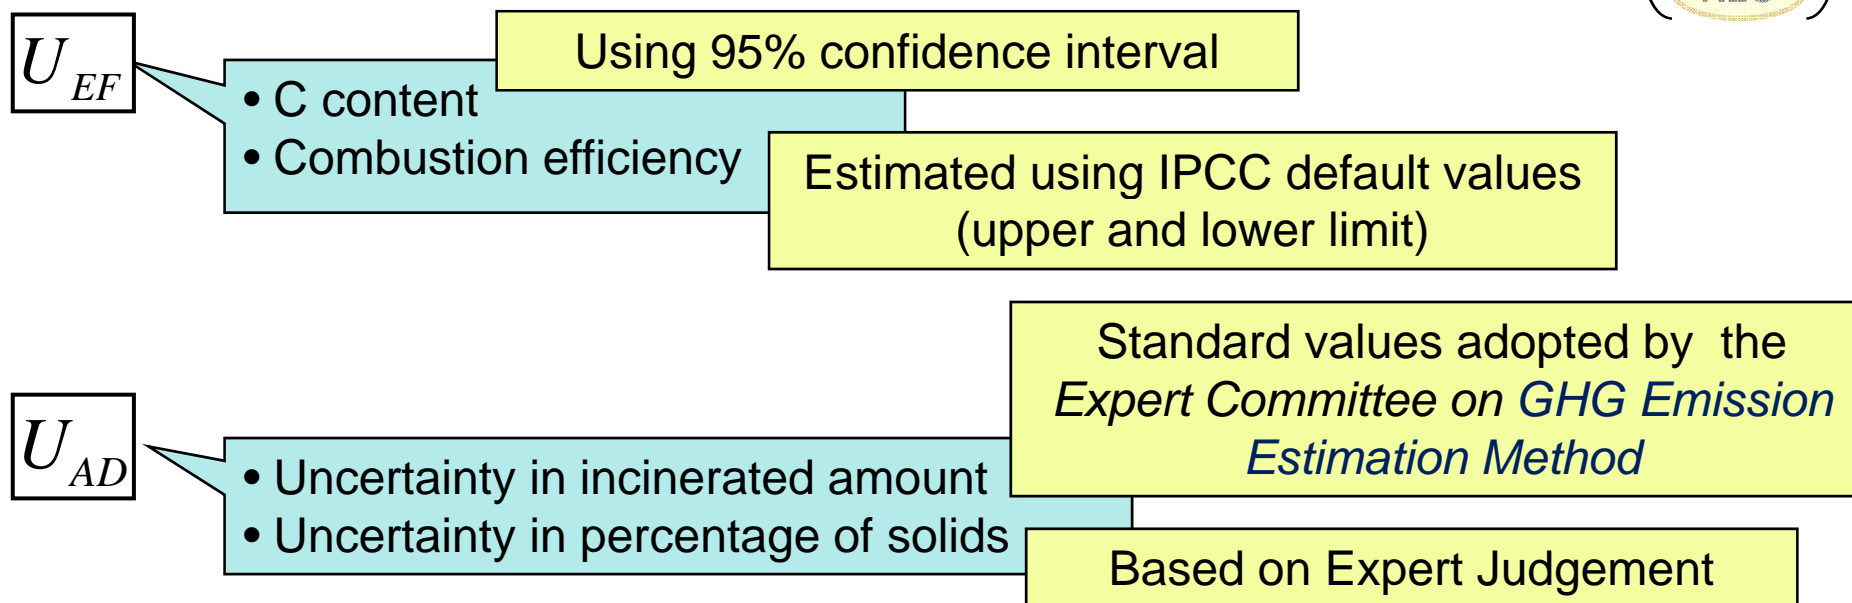 U EF
Using 95% confidence interval
• C content
• Combustion efficiency
Estimated using IPCC default values
(upper and lower limit)
Standard values adopted by the
Expert Committee on GHG Emission
Estimation Method
U AD
• Uncertainty in incinerated amount
• Uncertainty in percentage of solids
Based on Expert Judgement